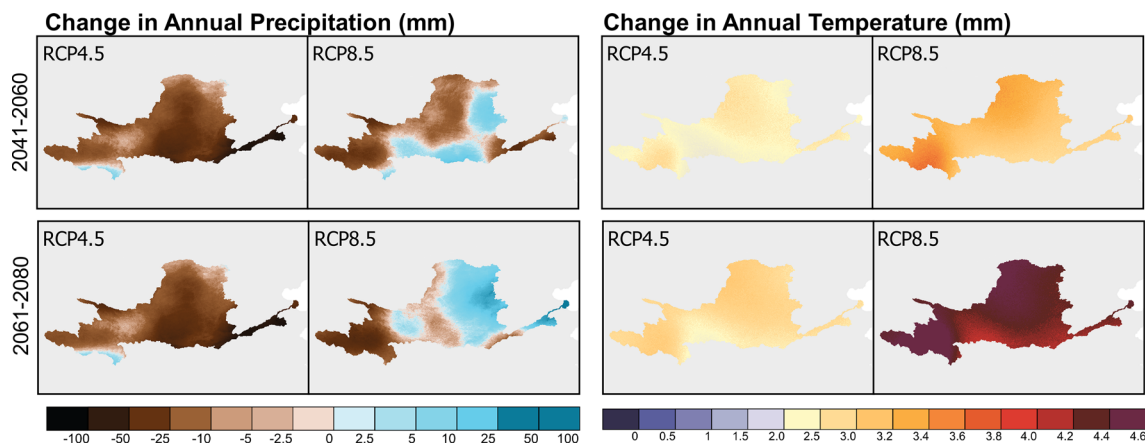 Change in Annual Precipitation (mm)
Change in Annual Temperature (mm)
2041-2060
RCP4.5
RCP8.5
RCP4.5
RCP8.5
2061-2080
RCP4.5
RCP8.5
RCP4.5
RCP8.5
-100 -50 -25 -10 -5 -2.5 0 2.5 5 10 25 50 100
0 0.5 1 1.5 2.0 2.5 3.0 3.2 3.4 3.6 3.8 4.0 4.2 4.4 4.6